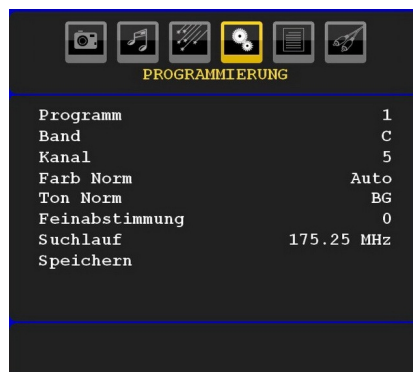 PROGRAMMIERUNG
Programm 1
Band C
Kanal 5
Farb Norm Auto
Ton Norm BG
Feinabstimmung 0
Suchlauf 175.25 MHz
Speichern